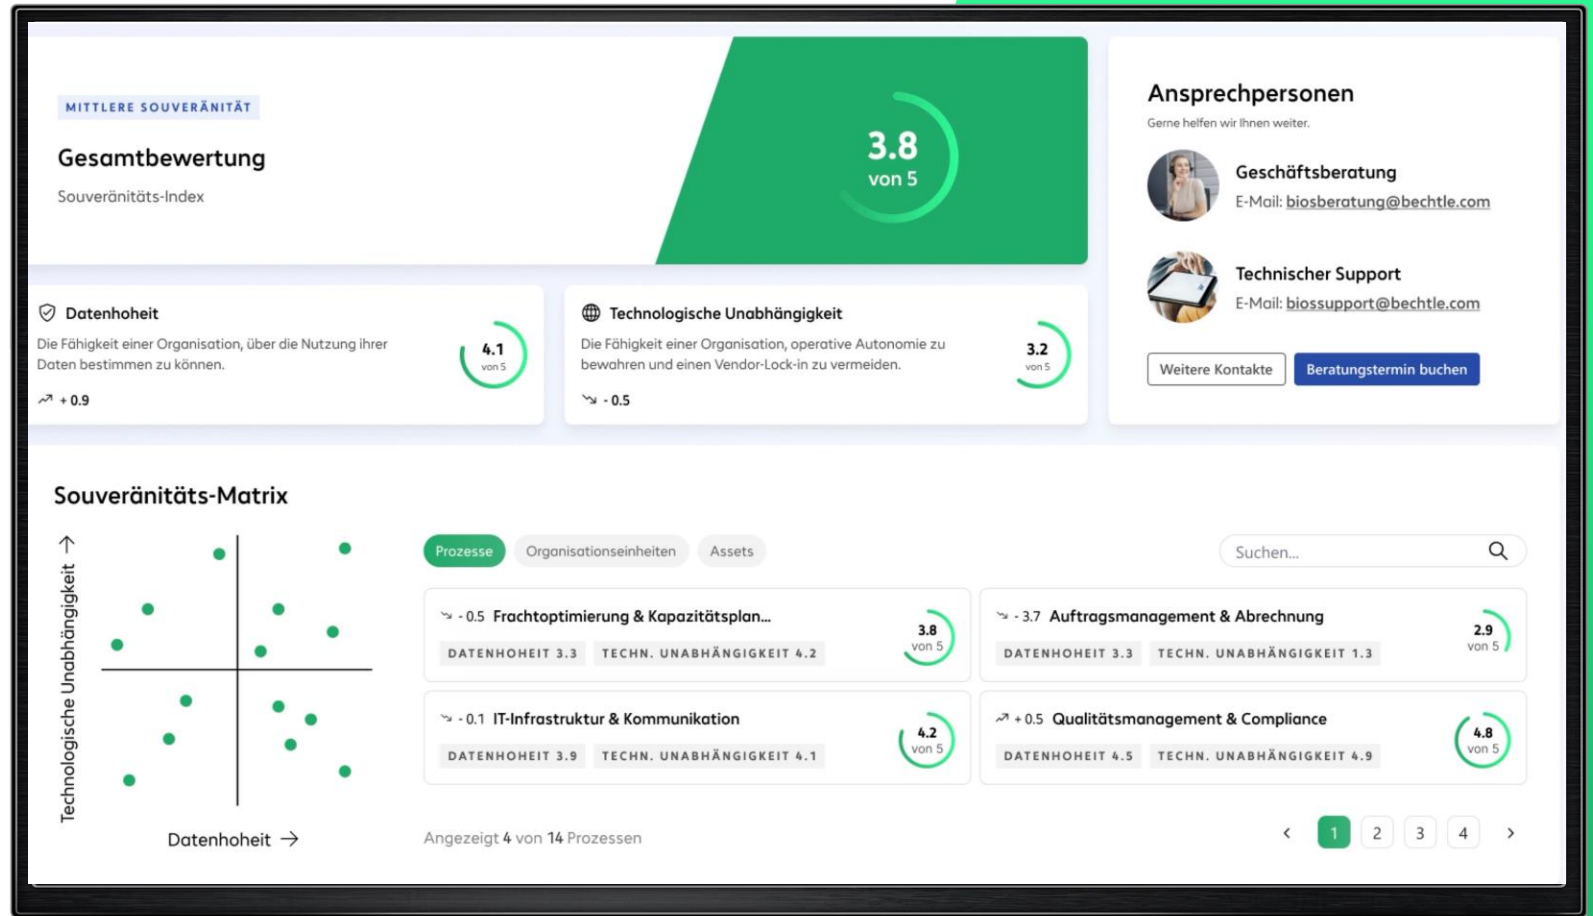 MITTLERE SOUVERÄNITÄT
Gesamtbewertung
Souveränitäts-Index
3.8
von 5
Ansprechpersonen
Gerne helfen wir Ihnen weiter.
Geschäftsberatung
E-Mail: biosberatung@bechtle.com
Technischer Support
E-Mail: biossupport@bechtle.com
Weitere Kontakte
Beratungstermin buchen
Datenhoheit
Die Fähigkeit einer Organisation, über die Nutzung ihrer
Daten bestimmen zu können.
+ 0.9
4.1
von 5
Technologische Unabhängigkeit
Die Fähigkeit einer Organisation, operative Autonomie zu
bewahren und einen Vendor-Lock-in zu vermeiden.
- 0.5
3.2
von 5
Souveränitäts-Matrix
Technologische Unabhängigkeit →
Datenhoheit →
Prozesse
Organisationseinheiten
Assets
Suchen...
- 0.5 Frachtoptimierung & Kapazitätsplan...
DATENHOHEIT 3.3 TECHN. UNABHÄNGIGKEIT 4.2
3.8
von 5
- 3.7 Auftragsmanagement & Abrechnung
DATENHOHEIT 3.3 TECHN. UNABHÄNGIGKEIT 1.3
2.9
von 5
- 0.1 IT-Infrastruktur & Kommunikation
DATENHOHEIT 3.9 TECHN. UNABHÄNGIGKEIT 4.1
4.2
von 5
+ 0.5 Qualitätsmanagement & Compliance
DATENHOHEIT 4.5 TECHN. UNABHÄNGIGKEIT 4.9
4.8
von 5
Angezeigt 4 von 14 Prozessen
‹ 1 2 3 4 ›